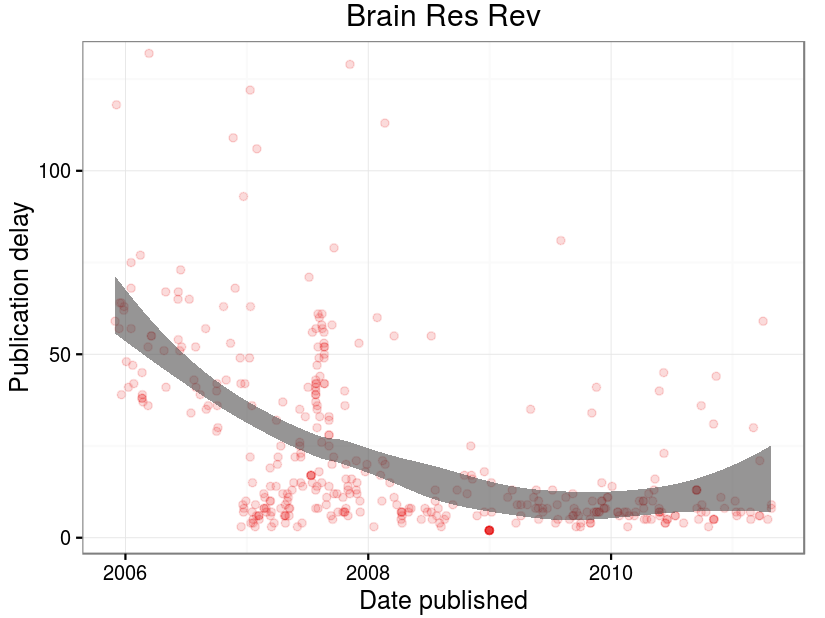 Brain Res Rev
Publication delay
100
50
0
2006
2008
2010
Date published